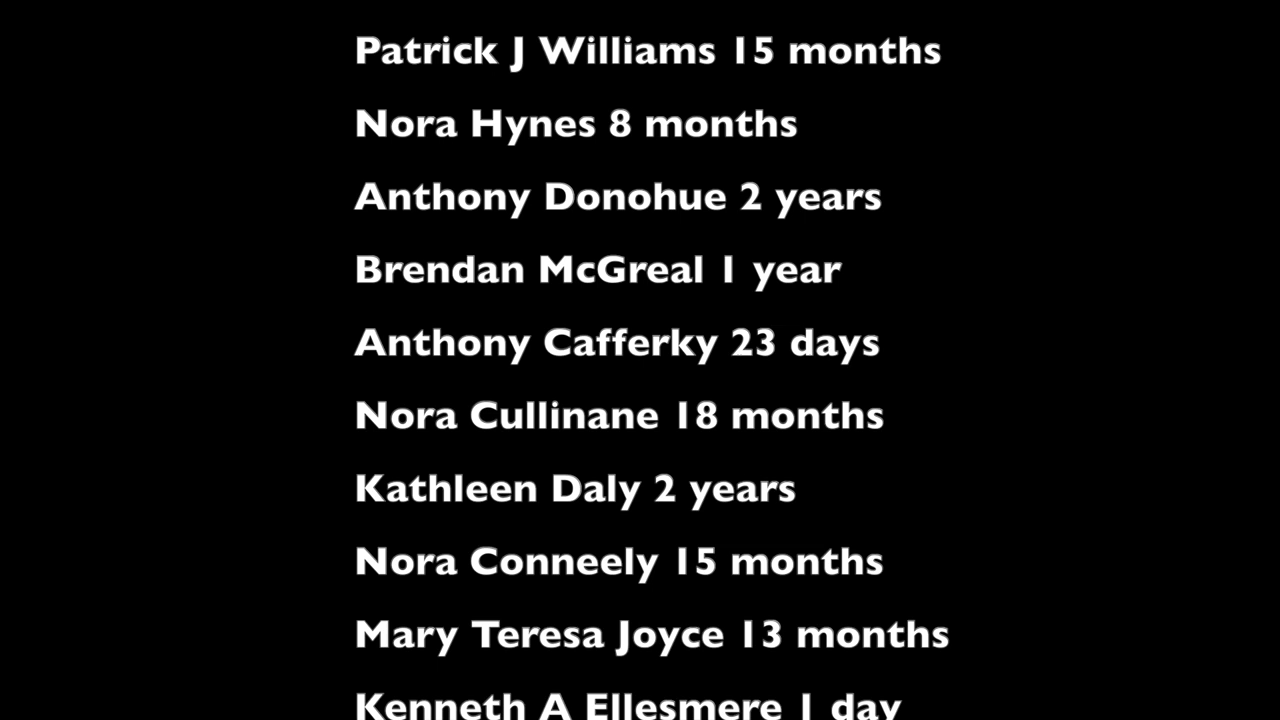 Patrick J Williams 15 months
Nora Hynes 8 months
Anthony Donohue 2 years
Brendan McGreal 1 year
Anthony Cafferky 23 days
Nora Cullinane 18 months
Kathleen Daly 2 years
Nora Conneely 15 months
Mary Teresa Joyce 13 months
Kenneth A Ellesmere 1 day